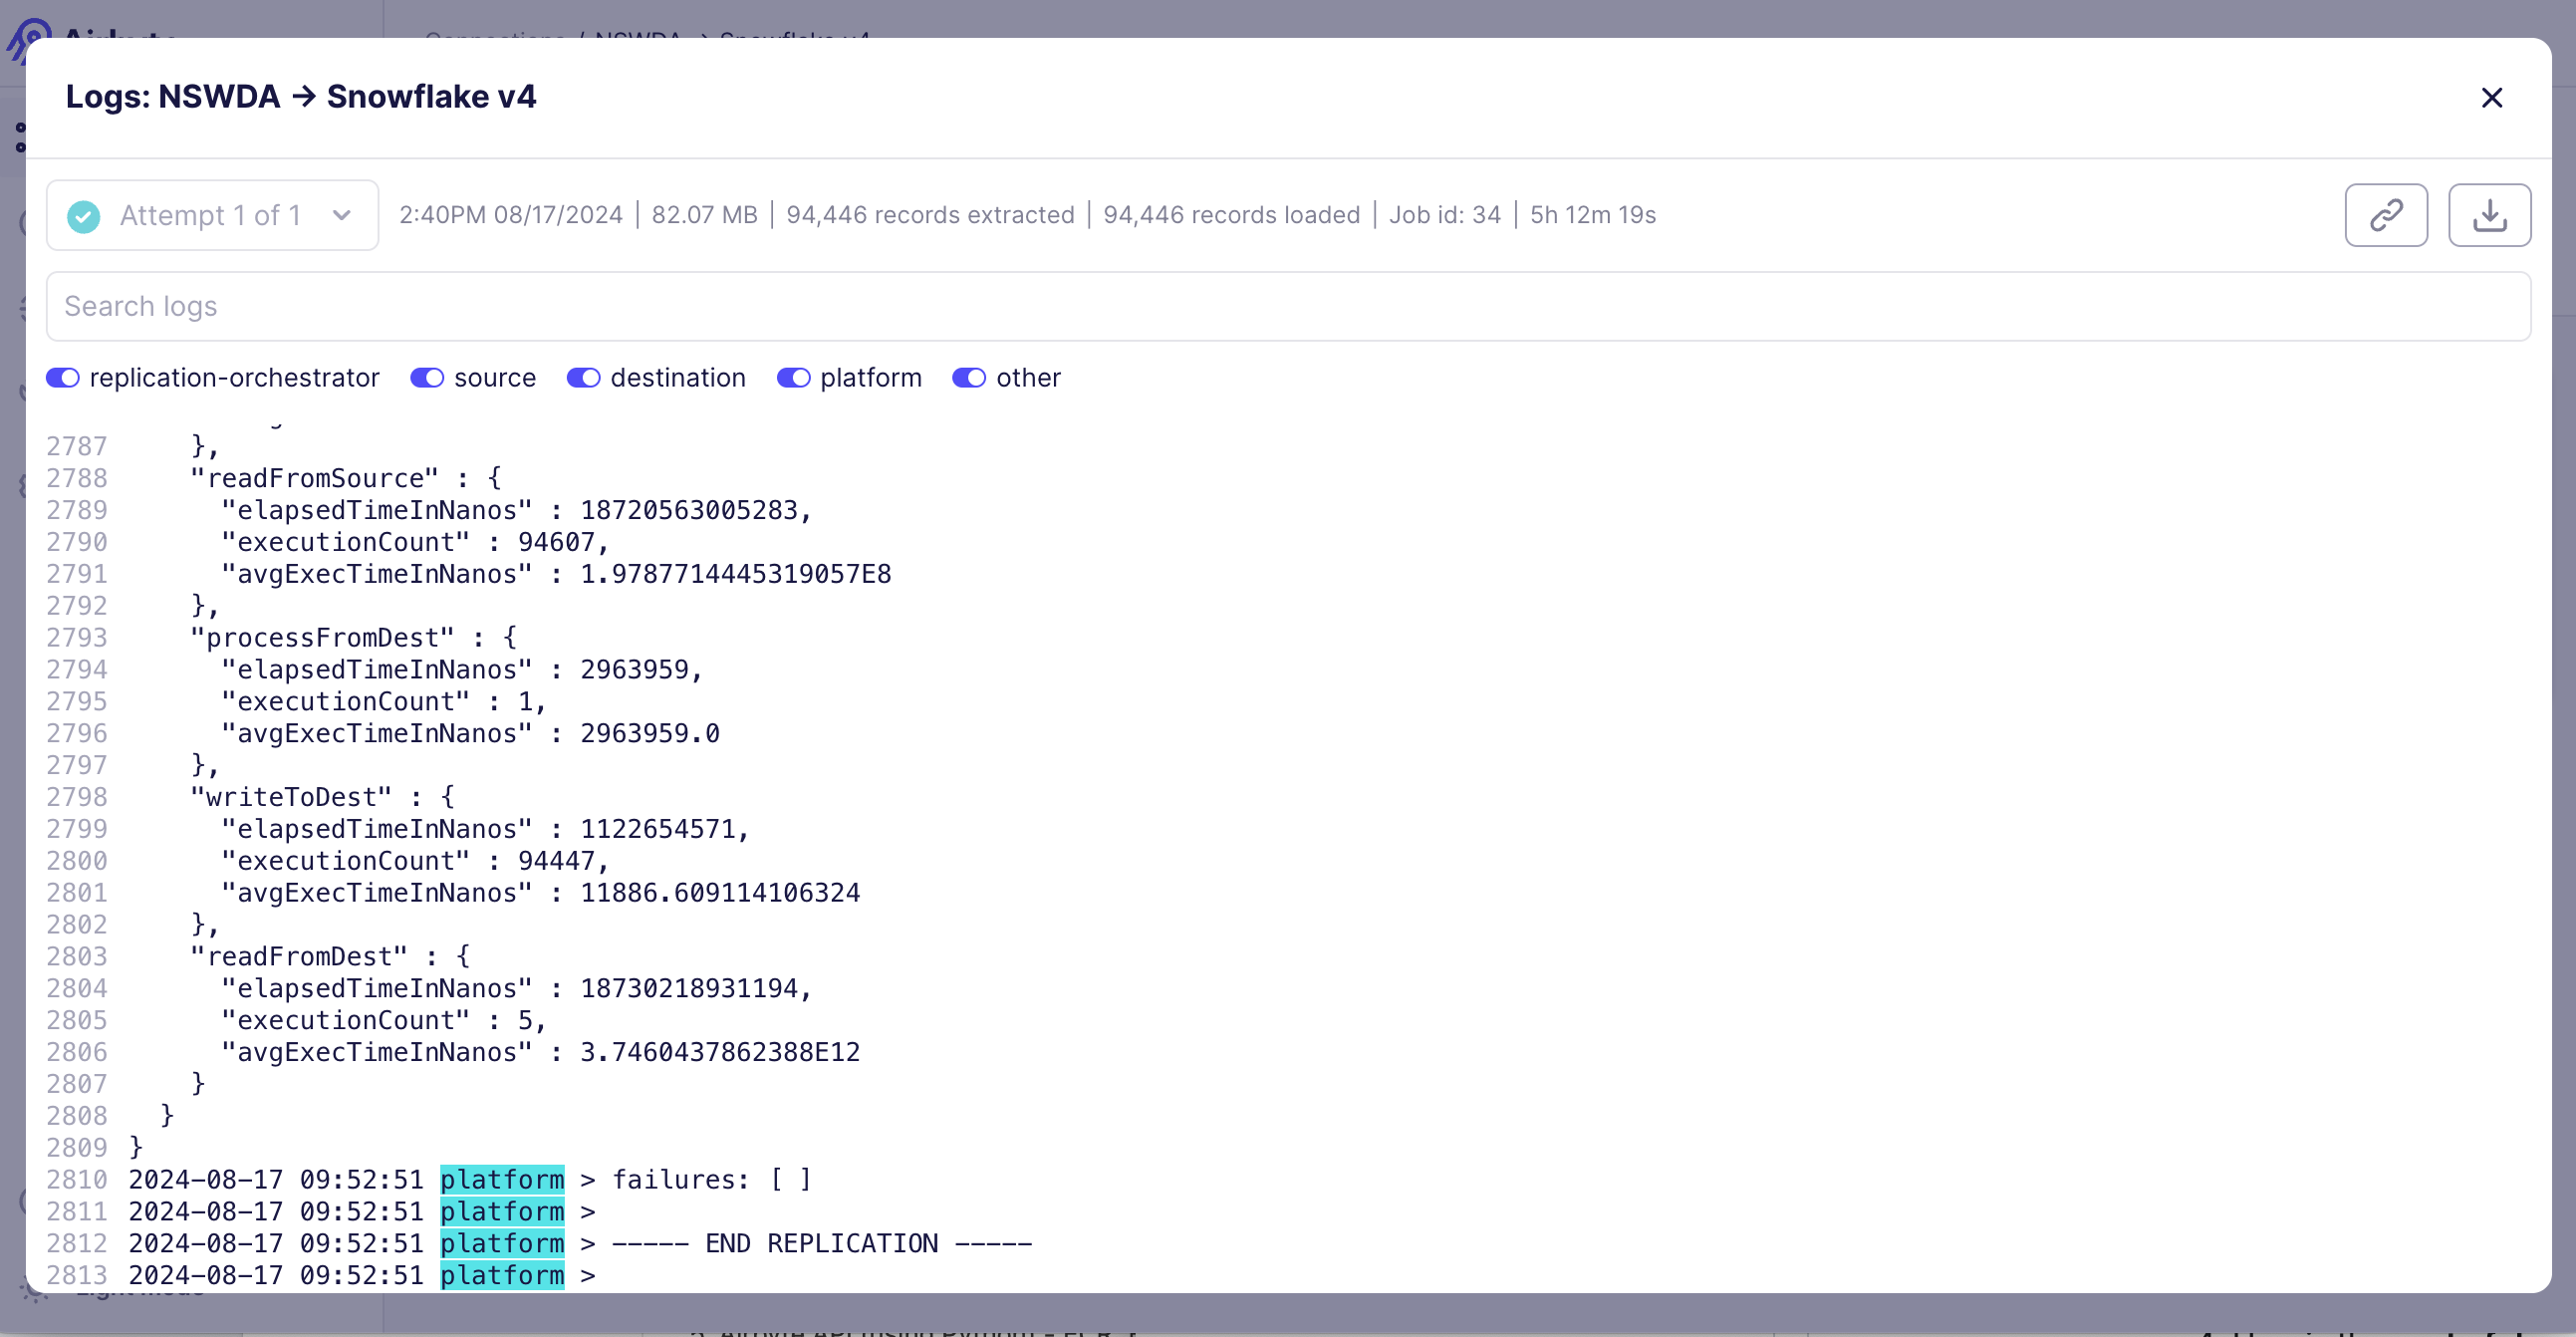 Logs: NSWDA → Snowflake v4
Attempt 1 of 1
2:40PM 08/17/2024 | 82.07 MB | 94,446 records extracted | 94,446 records loaded | Job id: 34 | 5h 12m 19s
Search logs
replication-orchestrator source destination platform other
2787 },
2788 "readFromSource" : {
2789 "elapsedTimeInNanos" : 18720563005283,
2790 "executionCount" : 94607,
2791 "avgExecTimeInNanos" : 1.9787714445319057E8
2792 },
2793 "processFromDest" : {
2794 "elapsedTimeInNanos" : 2963959,
2795 "executionCount" : 1,
2796 "avgExecTimeInNanos" : 2963959.0
2797 },
2798 "writeToDest" : {
2799 "elapsedTimeInNanos" : 1122654571,
2800 "executionCount" : 94447,
2801 "avgExecTimeInNanos" : 11886.609114106324
2802 },
2803 "readFromDest" : {
2804 "elapsedTimeInNanos" : 18730218931194,
2805 "executionCount" : 5,
2806 "avgExecTimeInNanos" : 3.7460437862388E12
2807 }
2808 }
2809 }
2810 2024-08-17 09:52:51 platform > failures: [ ]
2811 2024-08-17 09:52:51 platform >
2812 2024-08-17 09:52:51 platform > ----- END REPLICATION -----
2813 2024-08-17 09:52:51 platform >